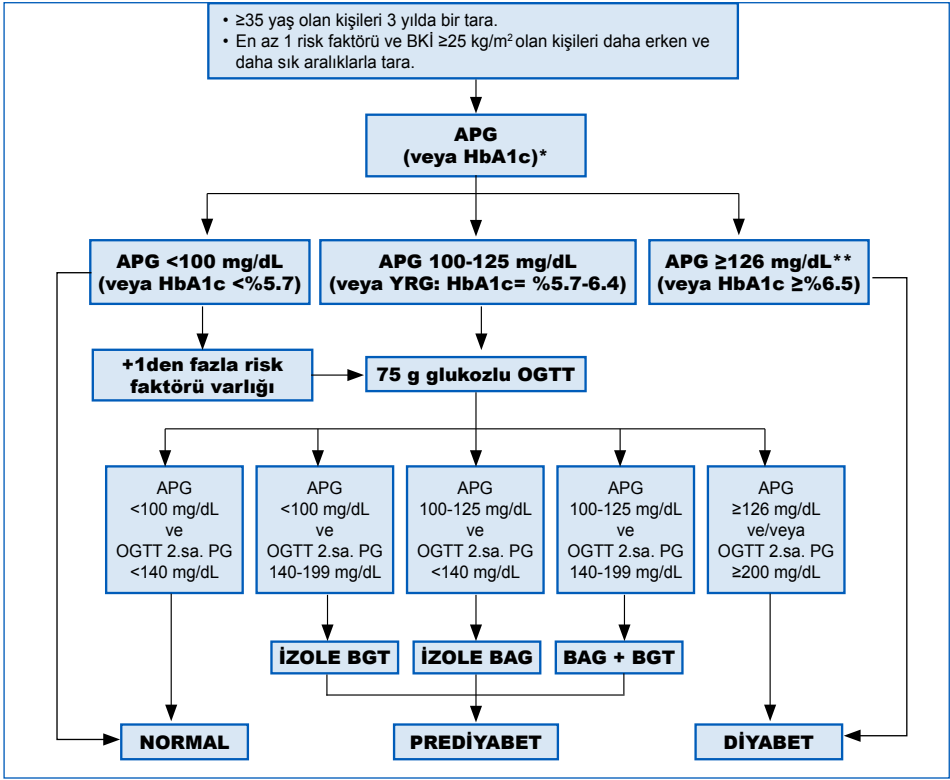 • ≥35 yaş olan kişileri 3 yılda bir tara.
• En az 1 risk faktörü ve BKİ ≥25 kg/m² olan kişileri daha erken ve
daha sık aralıklarla tara.
APG
(veya HbA1c)*
APG <100 mg/dL
(veya HbA1c <%5.7)
APG 100-125 mg/dL
(veya YRG: HbA1c= %5.7-6.4)
APG ≥126 mg/dL**
(veya HbA1c ≥%6.5)
+1den fazla risk
faktörü varlığı
75 g glukozlu OGTT
APG
<100 mg/dL
ve
OGTT 2.sa. PG
<140 mg/dL
APG
<100 mg/dL
ve
OGTT 2.sa. PG
140-199 mg/dL
APG
100-125 mg/dL
ve
OGTT 2.sa. PG
<140 mg/dL
APG
100-125 mg/dL
ve
OGTT 2.sa. PG
140-199 mg/dL
APG
≥126 mg/dL
ve/veya
OGTT 2.sa. PG
≥200 mg/dL
İZOLE BGT
İZOLE BAG
BAG + BGT
NORMAL
PREDİYABET
DİYABET